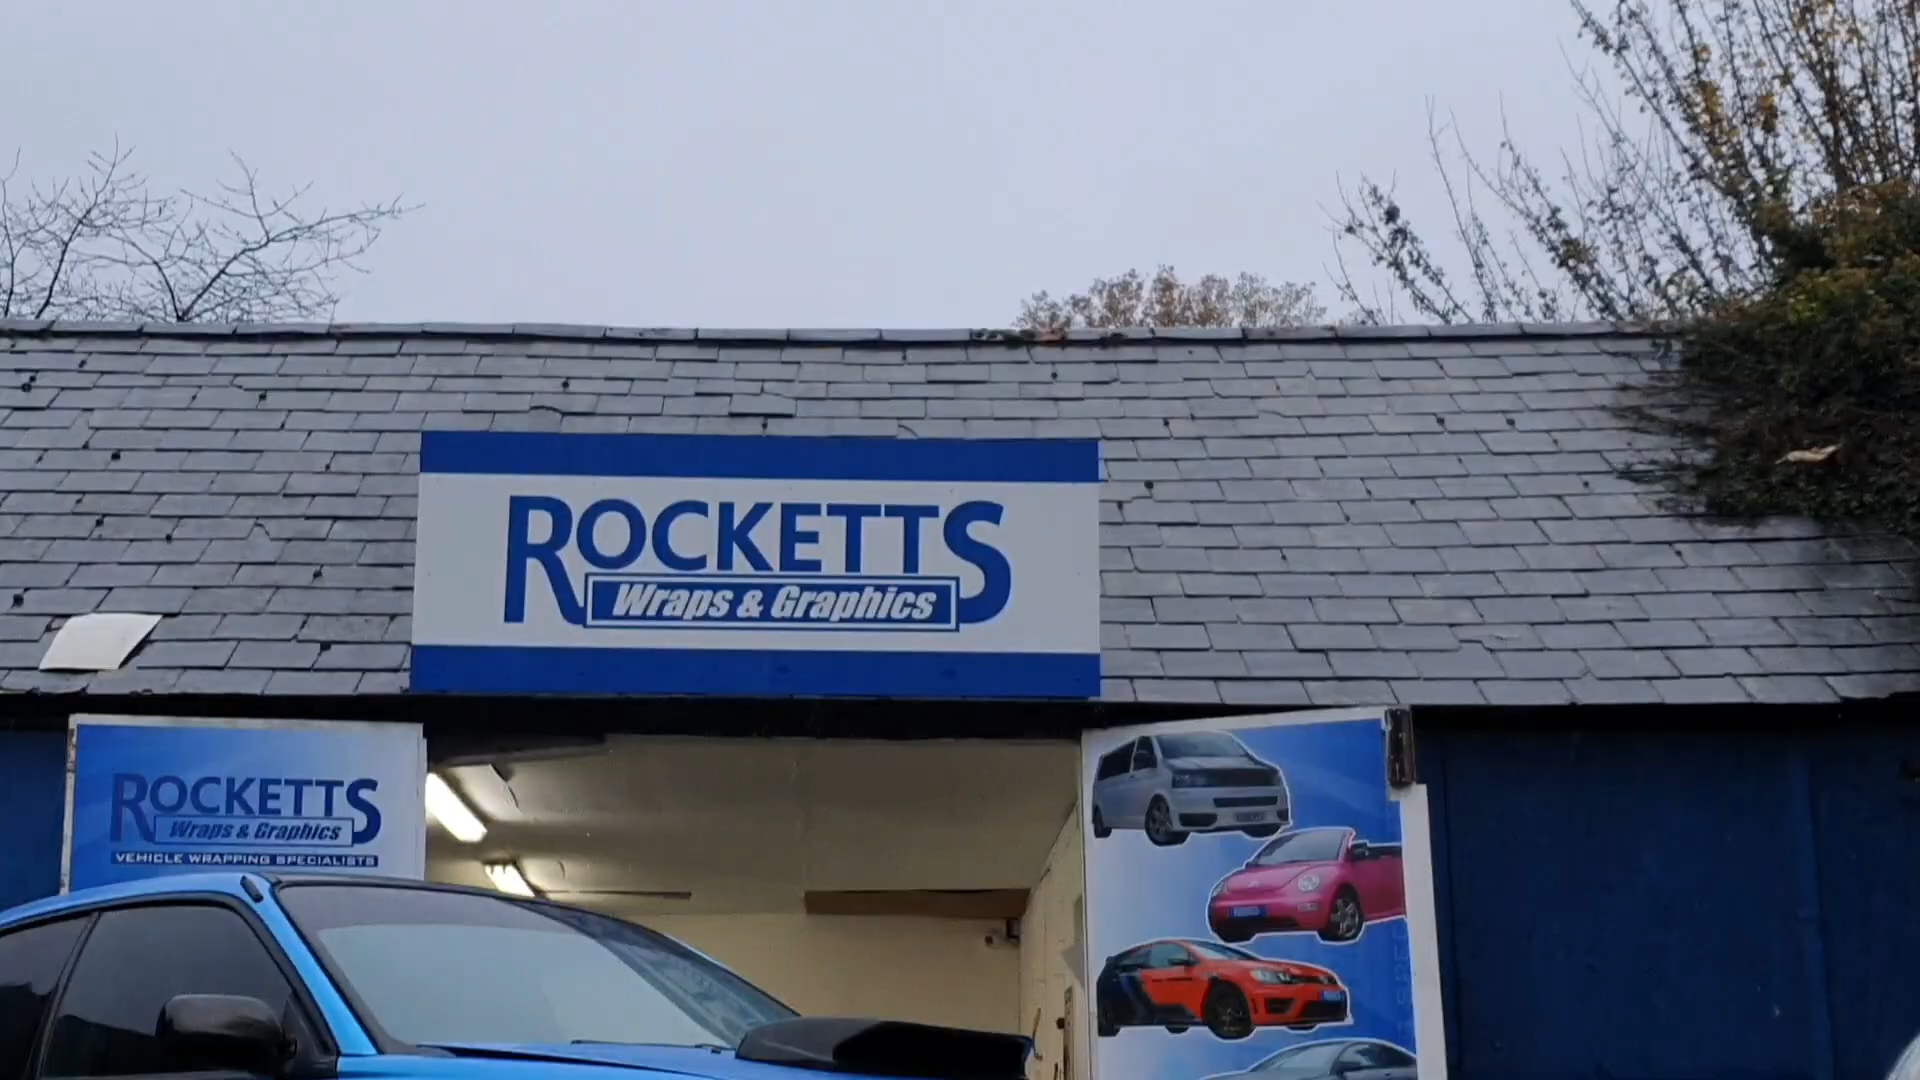 ROCKETTS
Wraps & Graphics
ROCKETTS
Wraps & Graphics
VEHICLE WRAPPING SPECIALISTS